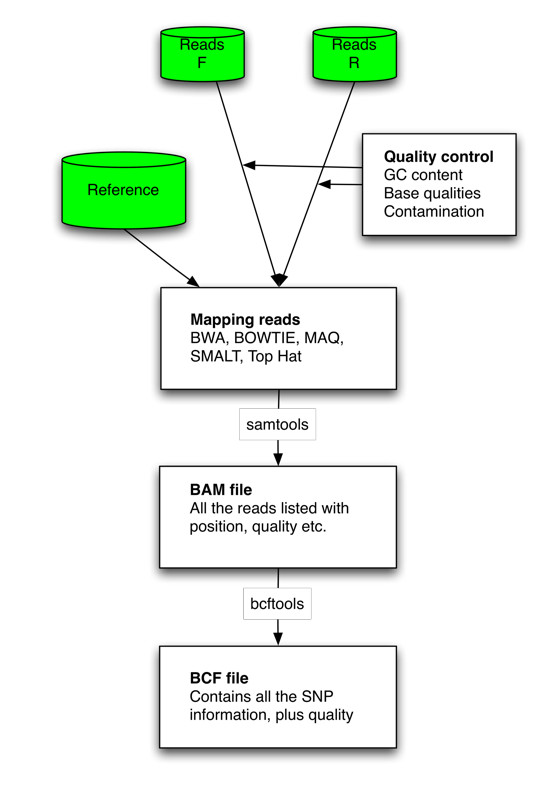 Reads
F
Reads
R
Quality control
GC content
Base qualities
Contamination
Reference
Mapping reads
BWA, BOWTIE, MAQ,
SMALT, Top Hat
samtools
BAM file
All the reads listed with
position, quality etc.
bcftools
BCF file
Contains all the SNP
information, plus quality